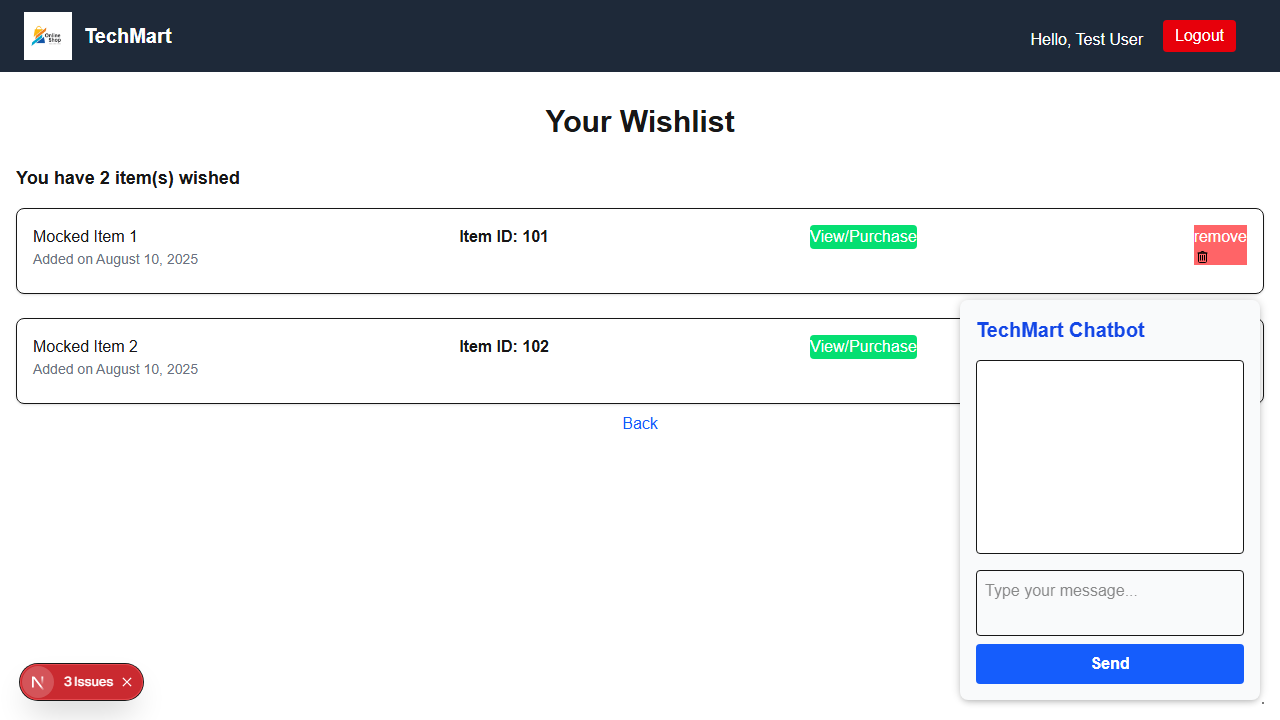 Online
Shop
TechMart
Hello, Test User
Logout
Your Wishlist
You have 2 item(s) wished
Mocked Item 1
Added on August 10, 2025
Item ID: 101
View/Purchase
remove
Mocked Item 2
Added on August 10, 2025
Item ID: 102
View/Purchase
Back
TechMart Chatbot
Type your message...
Send
N
3 Issues
.